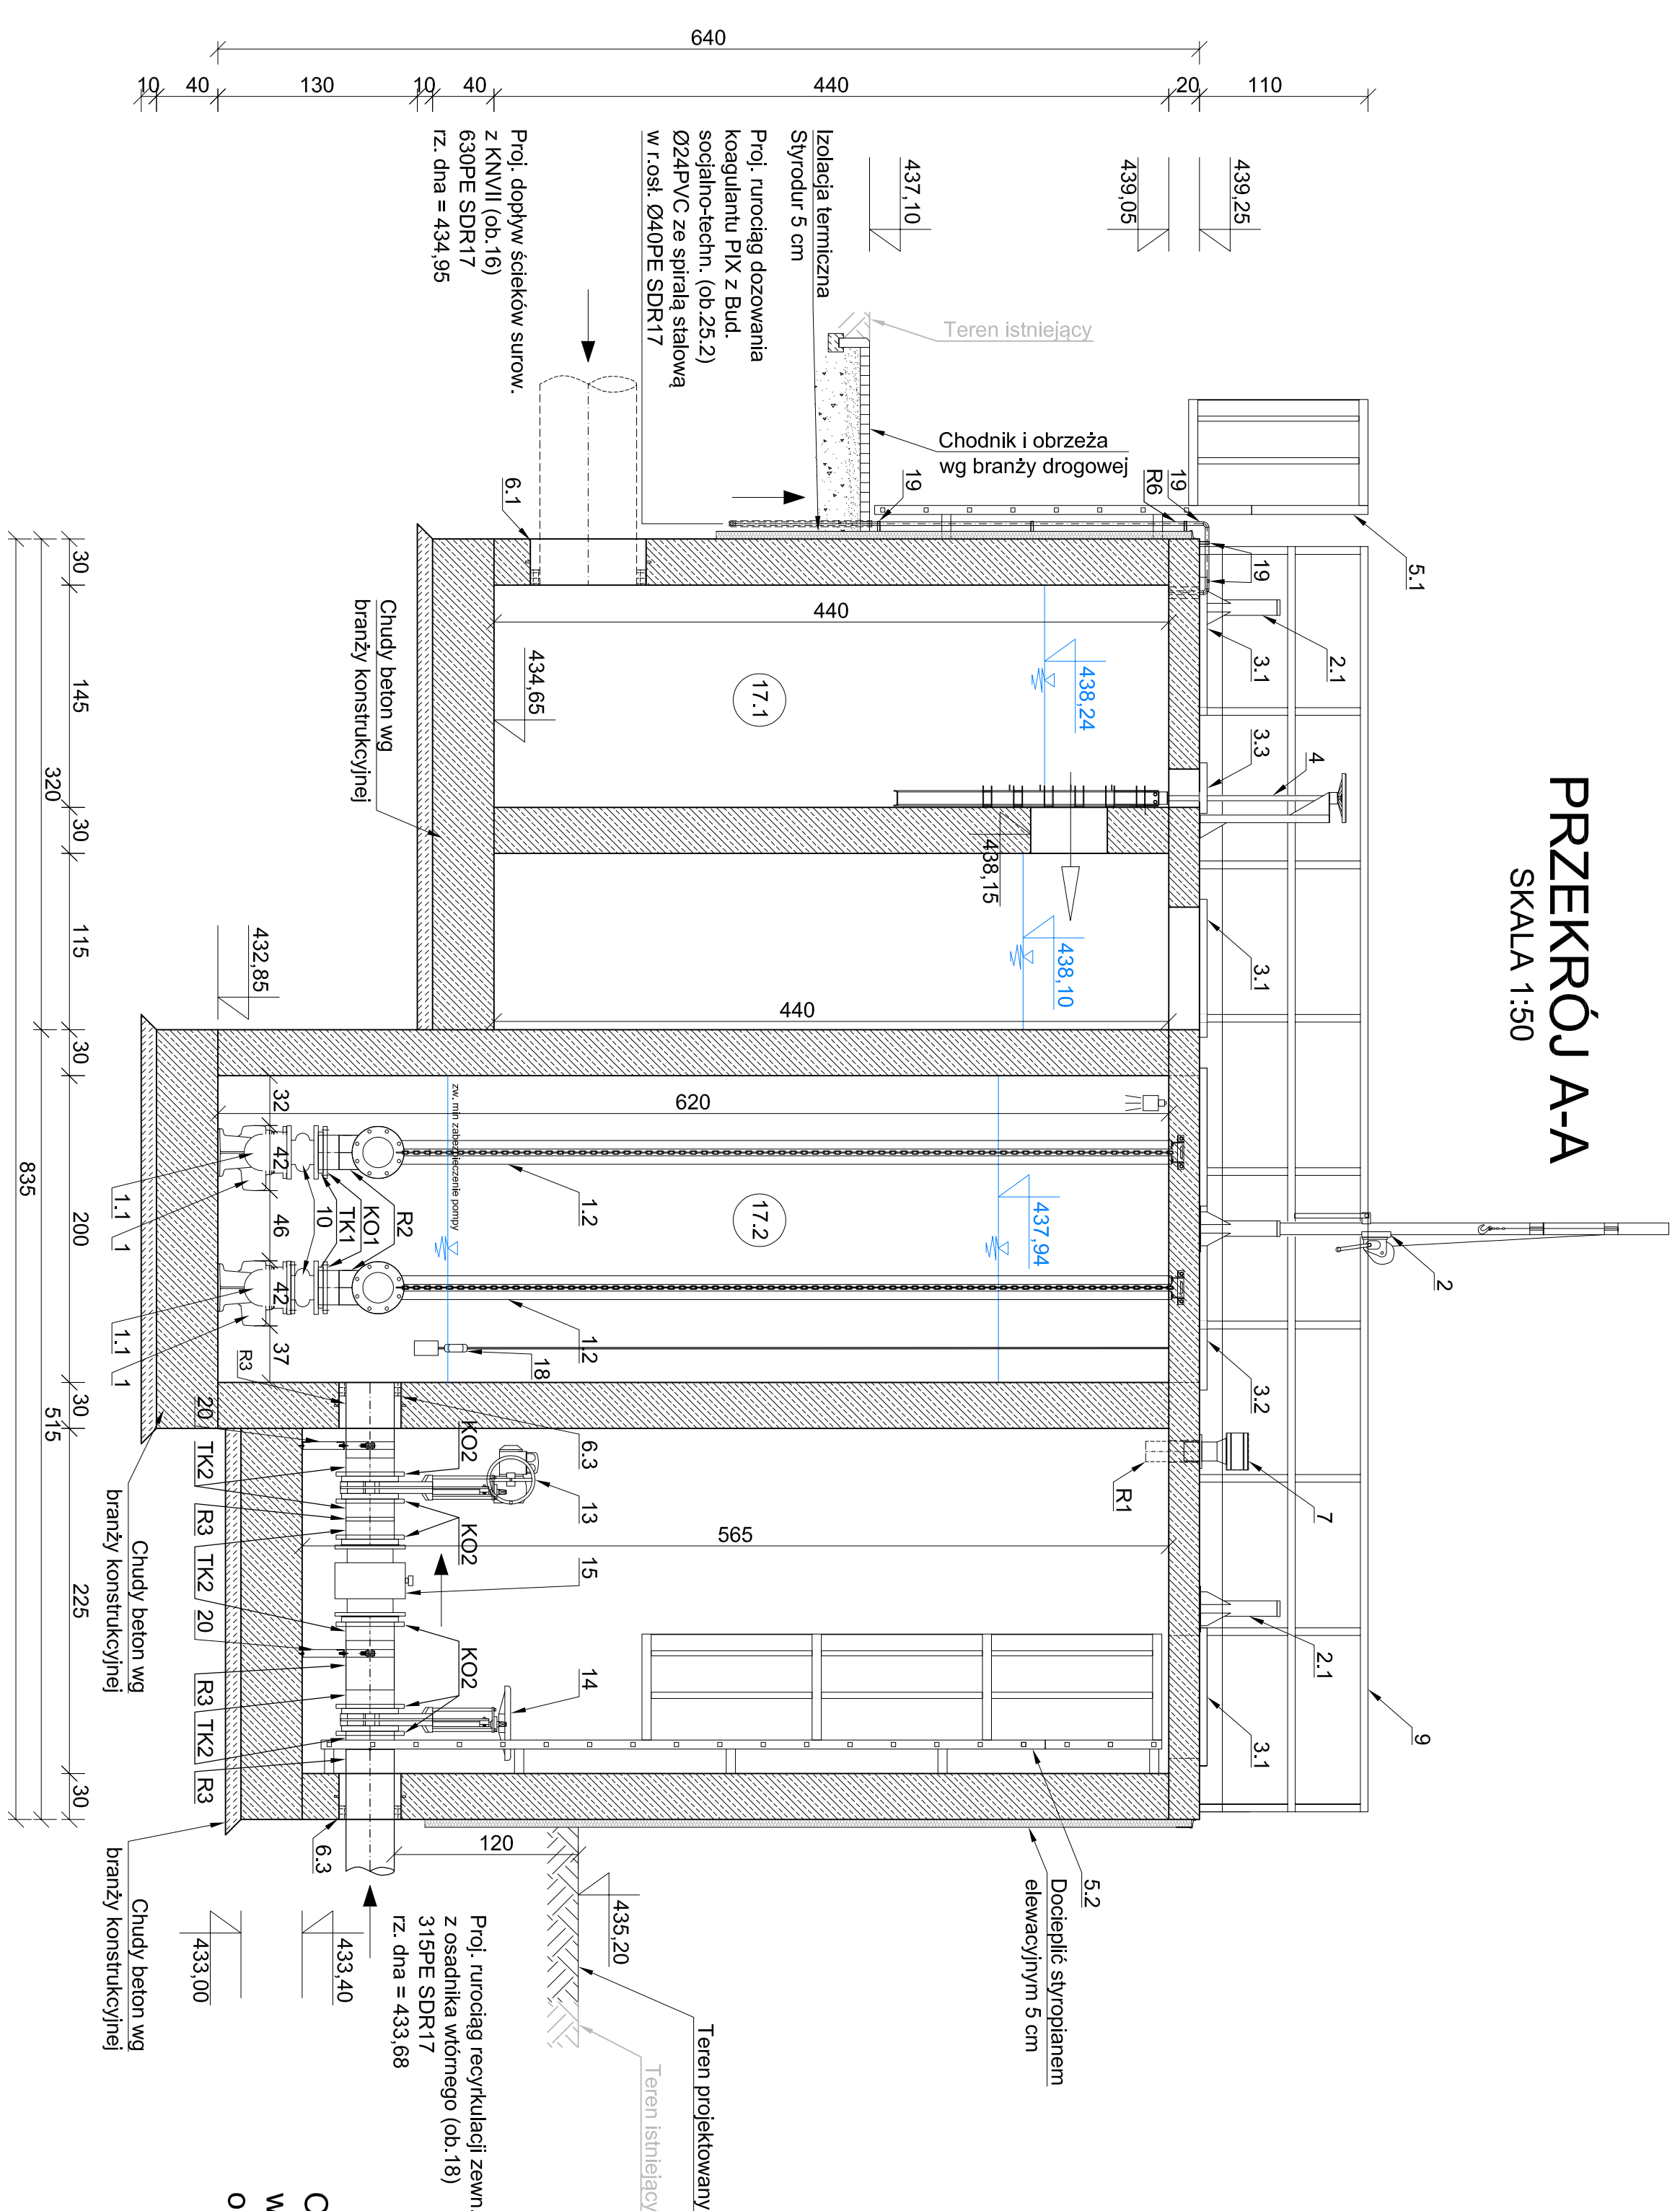 PRZEKRÓJ A-A
SKALA 1:50
640
10
40
130
10
40
440
20
110
439,25
439,05
437,10
Izolacja termiczna
Styrodur 5 cm
Proj. rurociąg dozowania
koagulantu PIX z Bud.
socjalno-techn. (ob.25.2)
Ø24PVC ze spiralą stalową
w r.osł. Ø40PE SDR17
Proj. dopływ ścieków surow.
z KNVII (ob.16)
630PE SDR17
rz. dna = 434,95
Teren istniejący
Chodnik i obrzeża
wg branży drogowej
19
R6
19
19
5.1
2.1
3.1
3.3
4
3.1
2
3.2
7
2.1
3.1
9
6.1
440
17.1
438,24
434,65
438,15
438,10
440
Chudy beton wg
branży konstrukcyjnej
432,85
620
zw. min zabezpieczenie pompy
17.2
437,94
1.2
1.2
18
R2
KO1
TK1
10
32
42
46
42
37
1.1
1
1.1
1
R3
R1
565
6.3
13
15
14
KO2
KO2
KO2
20
TK2
R3
TK2
20
R3
TK2
R3
6.3
120
5.2
Docieplić styropianem
elewacyjnym 5 cm
435,20
Teren projektowany
Teren istniejący
Proj. rurociąg recyrkulacji zewn.
z osadnika wtórnego (ob.18)
315PE SDR17
rz. dna = 433,68
433,40
433,00
Chudy beton wg
branży konstrukcyjnej
Chudy beton wg
branży konstrukcyjnej
30
145
30
115
30
200
30
225
30
320
515
835